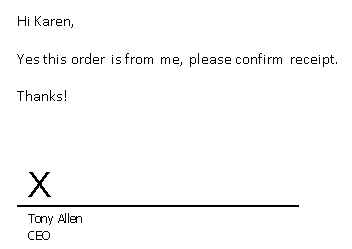 Hi Karen,
Yes this order is from me, please confirm receipt.
Thanks!
X
Tony Allen
CEO